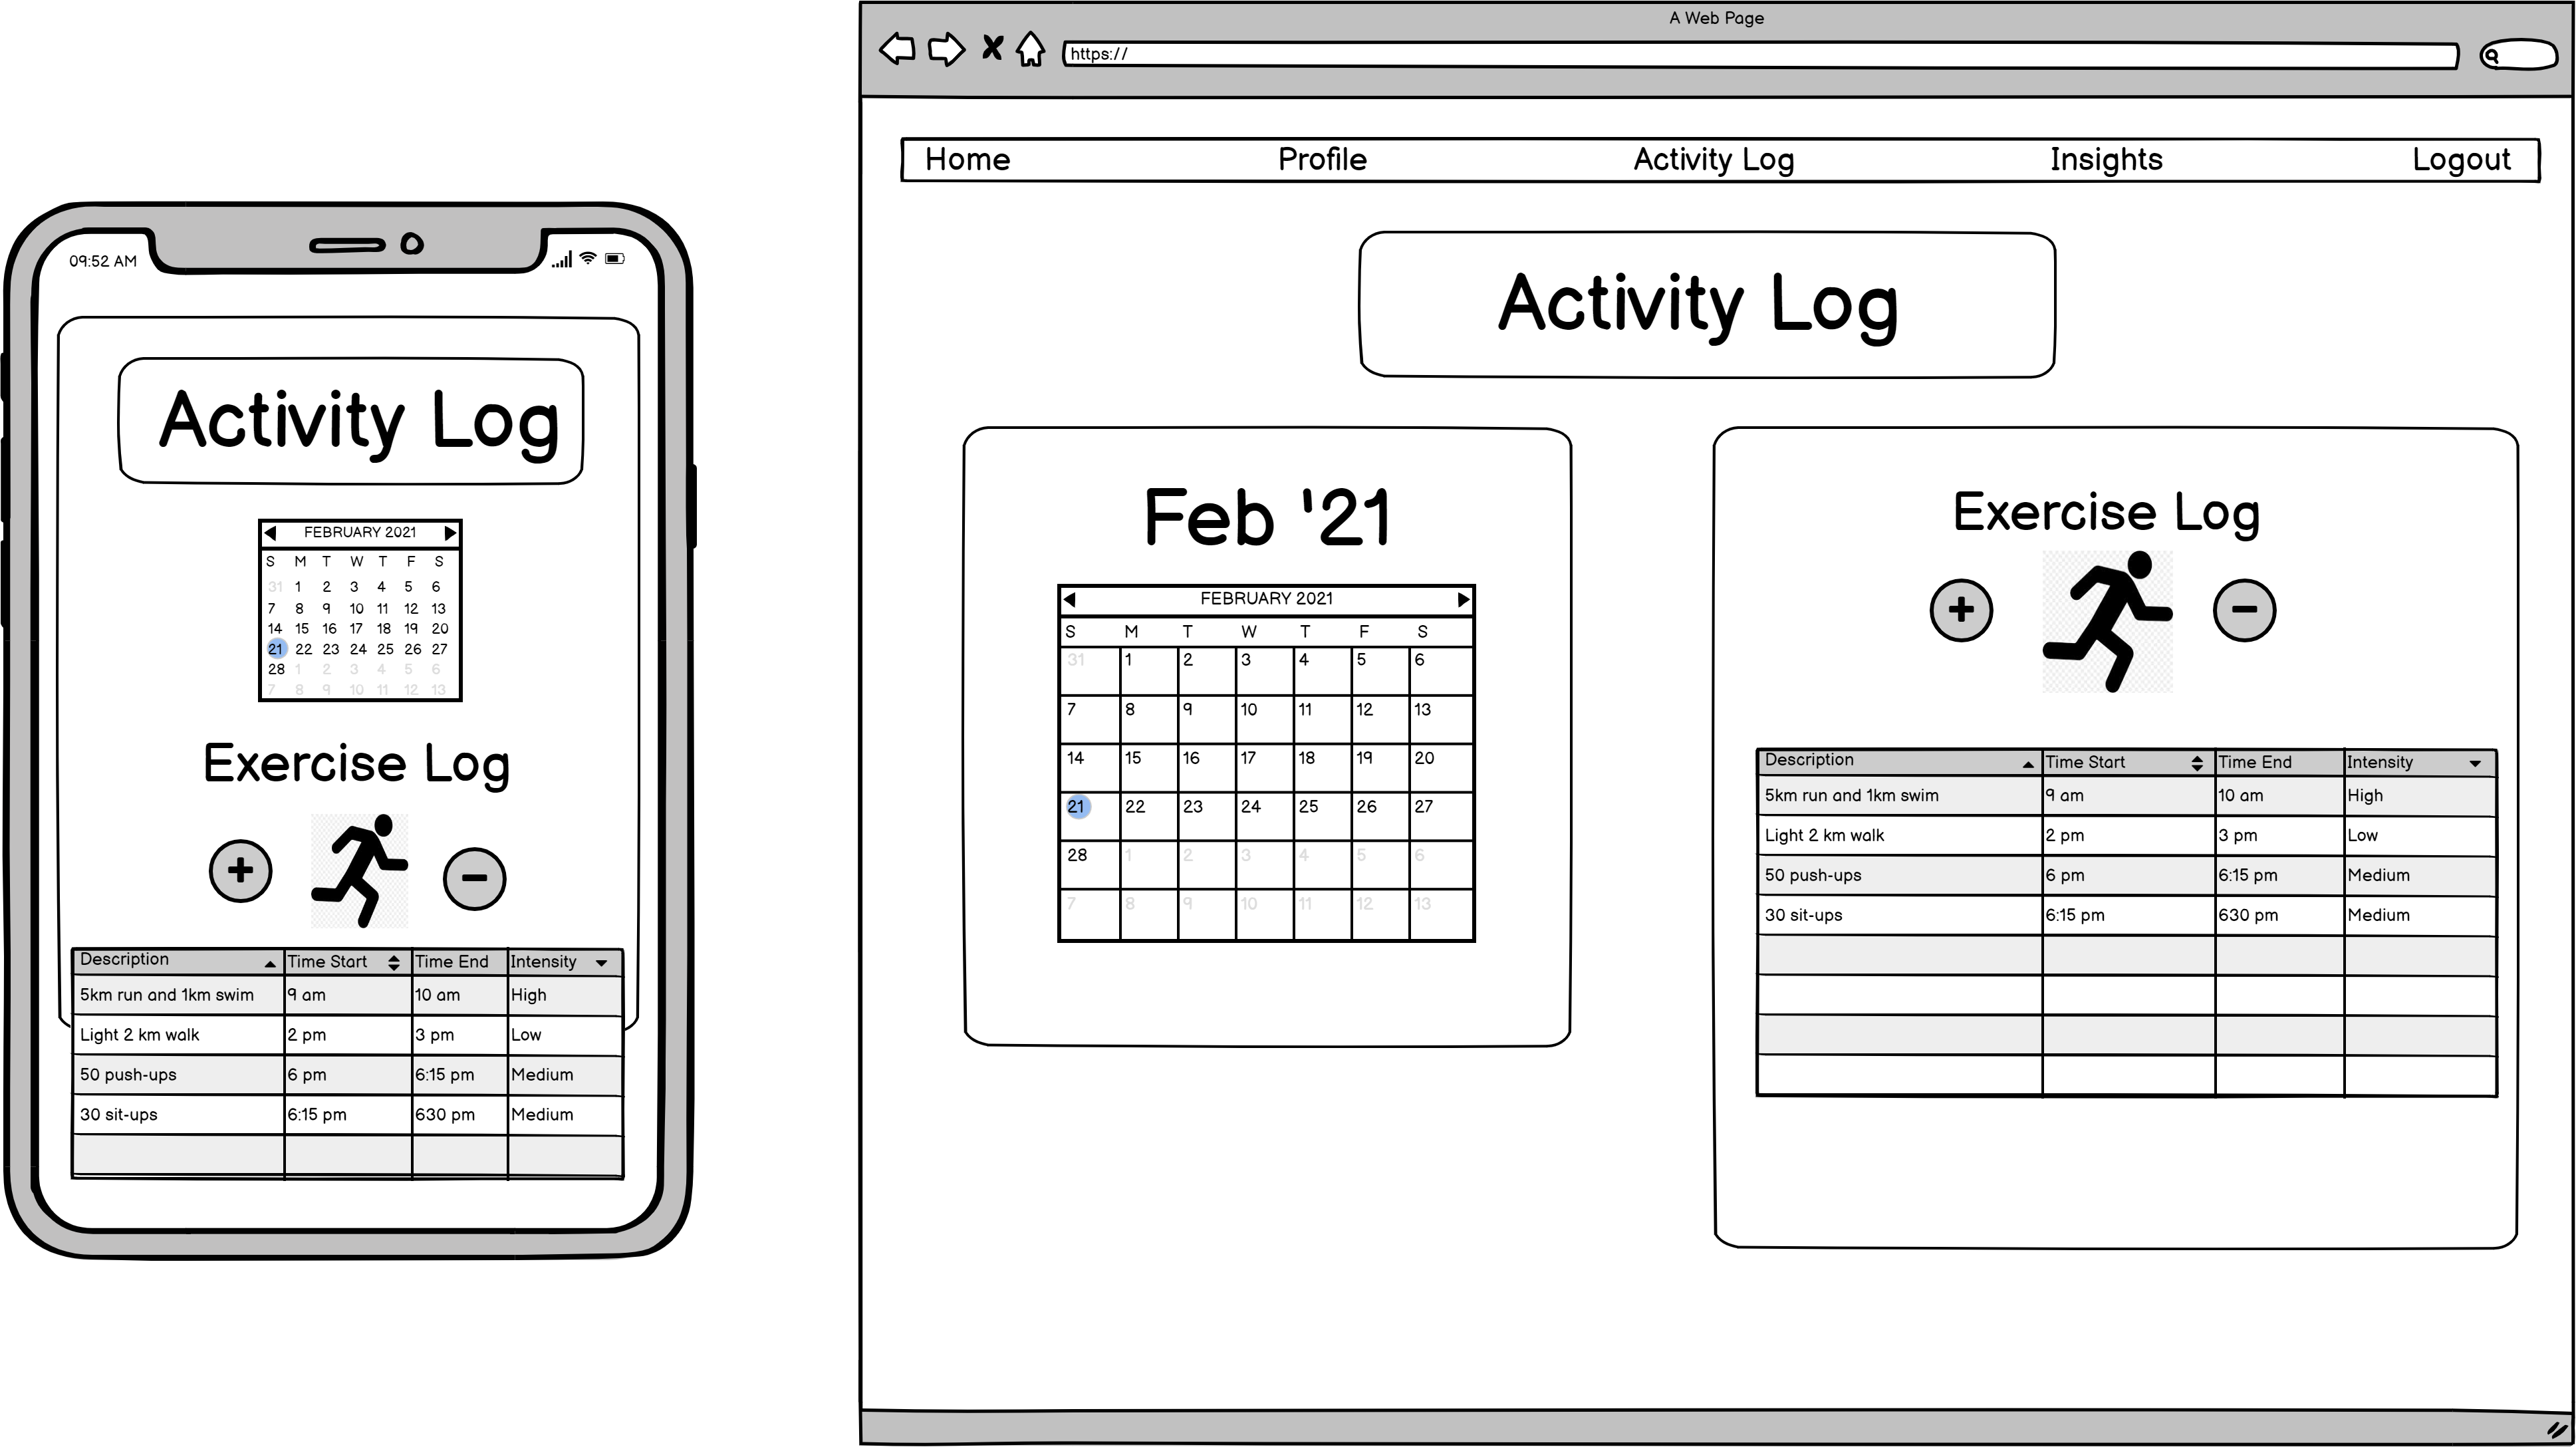 09:52 AM
Activity Log
FEBRUARY 2021
S M T W T F S
31 1 2 3 4 5 6
7 8 9 10 11 12 13
14 15 16 17 18 19 20
21 22 23 24 25 26 27
28 1 2 3 4 5 6
7 8 9 10 11 12 13
Exercise Log
+ −
Description Time Start Time End Intensity
5km run and 1km swim 9 am 10 am High
Light 2 km walk 2 pm 3 pm Low
50 push-ups 6 pm 6:15 pm Medium
30 sit-ups 6:15 pm 630 pm Medium
A Web Page
https://
Home Profile Activity Log Insights Logout
Activity Log
Feb '21
FEBRUARY 2021
S M T W T F S
31 1 2 3 4 5 6
7 8 9 10 11 12 13
14 15 16 17 18 19 20
21 22 23 24 25 26 27
28 1 2 3 4 5 6
7 8 9 10 11 12 13
Exercise Log
+ −
Description Time Start Time End Intensity
5km run and 1km swim 9 am 10 am High
Light 2 km walk 2 pm 3 pm Low
50 push-ups 6 pm 6:15 pm Medium
30 sit-ups 6:15 pm 630 pm Medium